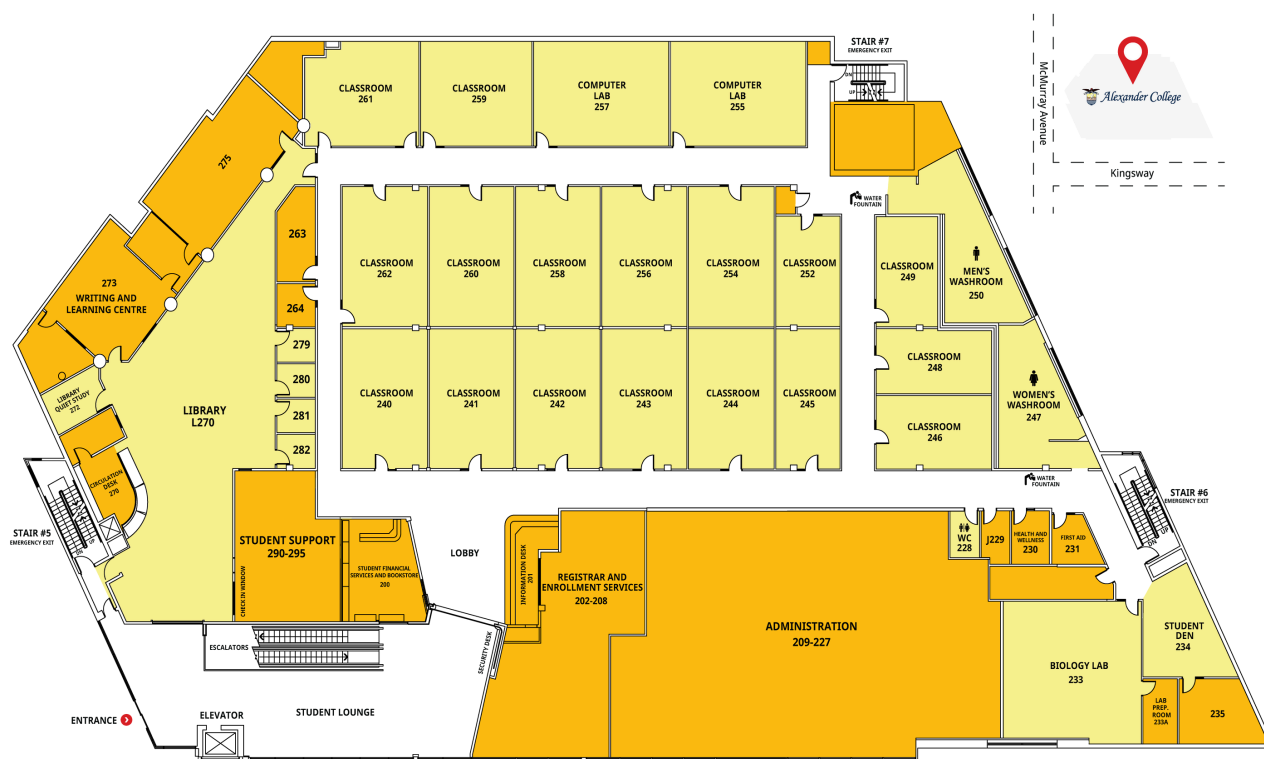 STAIR #7
EMERGENCY EXIT
DN
UP
McMurray Avenue
Alexander College
Kingsway
CLASSROOM
261
CLASSROOM
259
COMPUTER
LAB
257
COMPUTER
LAB
255
275
WATER
FOUNTAIN
263
264
273
WRITING AND
LEARNING CENTRE
CLASSROOM
262
CLASSROOM
260
CLASSROOM
258
CLASSROOM
256
CLASSROOM
254
CLASSROOM
252
CLASSROOM
249
MEN'S
WASHROOM
250
279
280
281
282
LIBRARY
QUIET STUDY
272
LIBRARY
L270
CLASSROOM
240
CLASSROOM
241
CLASSROOM
242
CLASSROOM
243
CLASSROOM
244
CLASSROOM
245
CLASSROOM
248
CLASSROOM
246
WOMEN'S
WASHROOM
247
CIRCULATION
DESK
270
WATER
FOUNTAIN
STAIR #5
EMERGENCY EXIT
UP
DN
STAIR #6
EMERGENCY EXIT
UP
DN
STUDENT SUPPORT
290-295
CHECK IN WINDOW
STUDENT FINANCIAL
SERVICES AND BOOKSTORE
200
LOBBY
INFORMATION DESK
201
REGISTRAR AND
ENROLLMENT SERVICES
202-208
ADMINISTRATION
209-227
WC
228
J229
HEALTH AND
WELLNESS
230
FIRST AID
231
STUDENT
DEN
234
BIOLOGY LAB
233
LAB
PREP.
ROOM
233A
235
ESCALATORS
SECURITY DESK
STUDENT LOUNGE
ELEVATOR
ENTRANCE